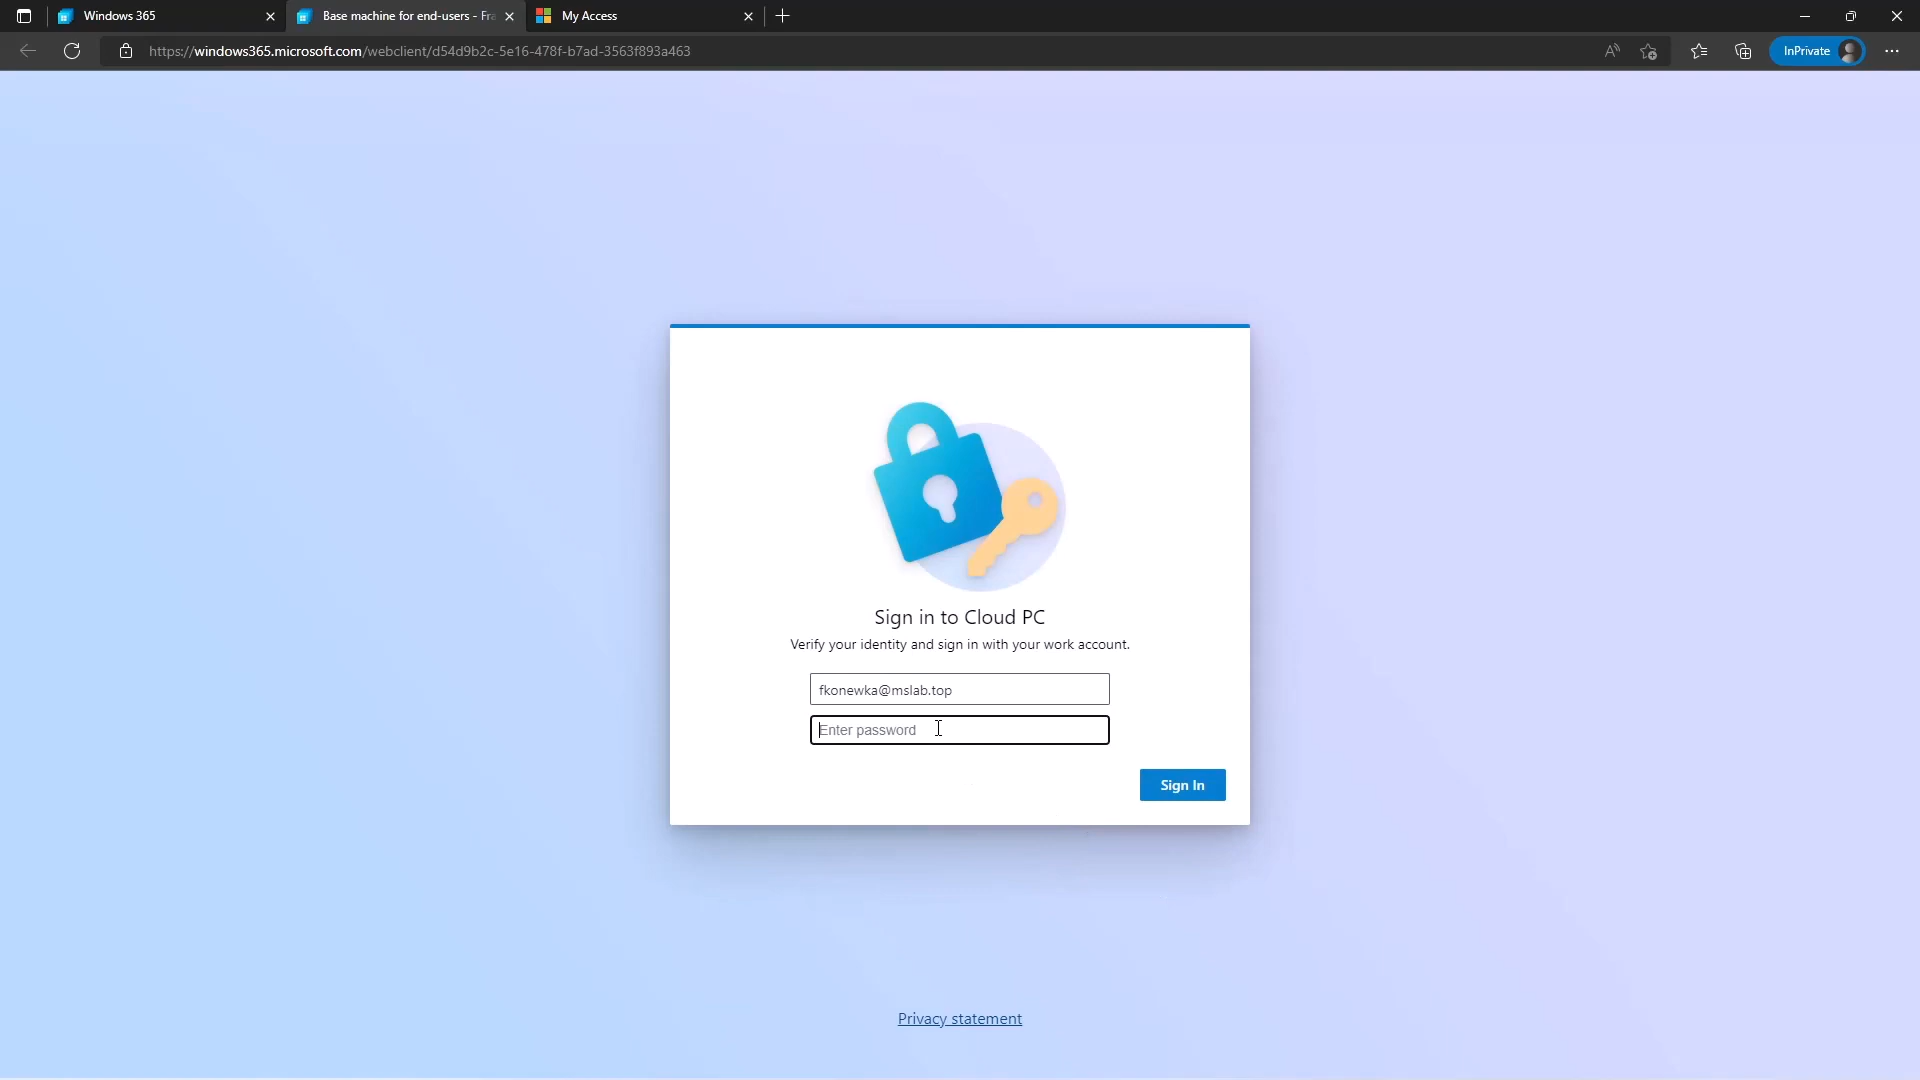 Windows 365
Base machine for end-users - Fra
My Access
https://windows365.microsoft.com/webclient/d54d9b2c-5e16-478f-b7ad-3563f893a463
InPrivate
Sign in to Cloud PC
Verify your identity and sign in with your work account.
fkonewka@mslab.top
Enter password
Sign In
Privacy statement